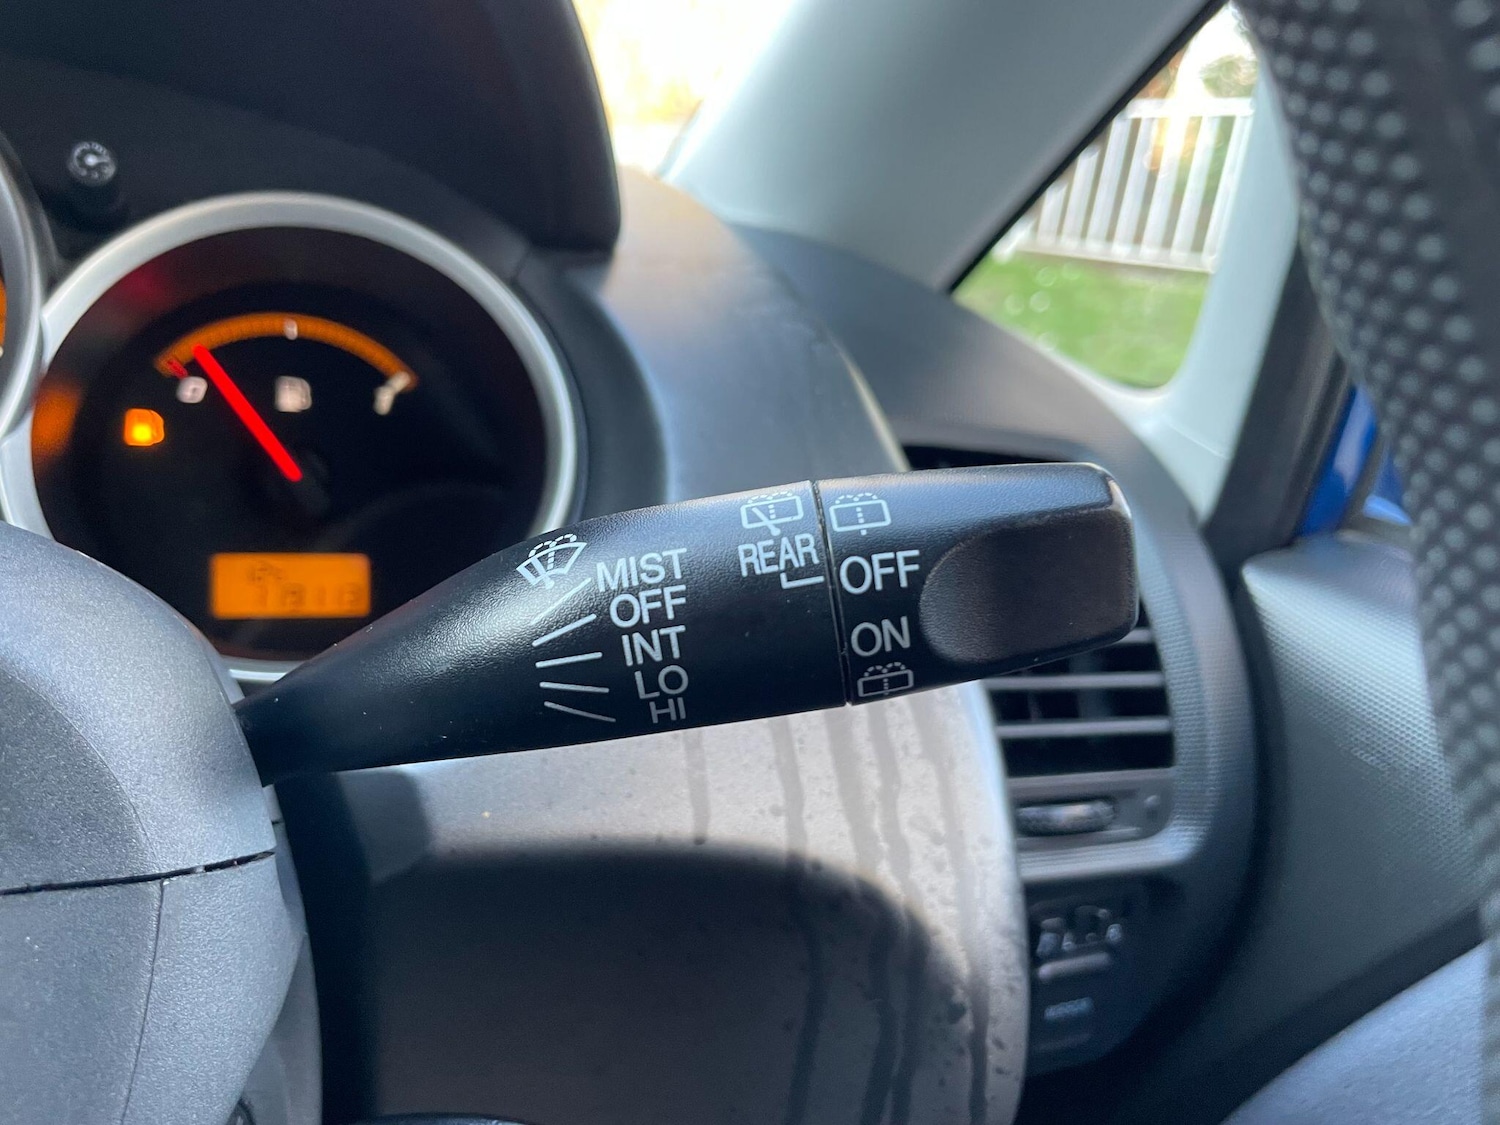 MIST
OFF
INT
LO
HI
REAR
OFF
ON